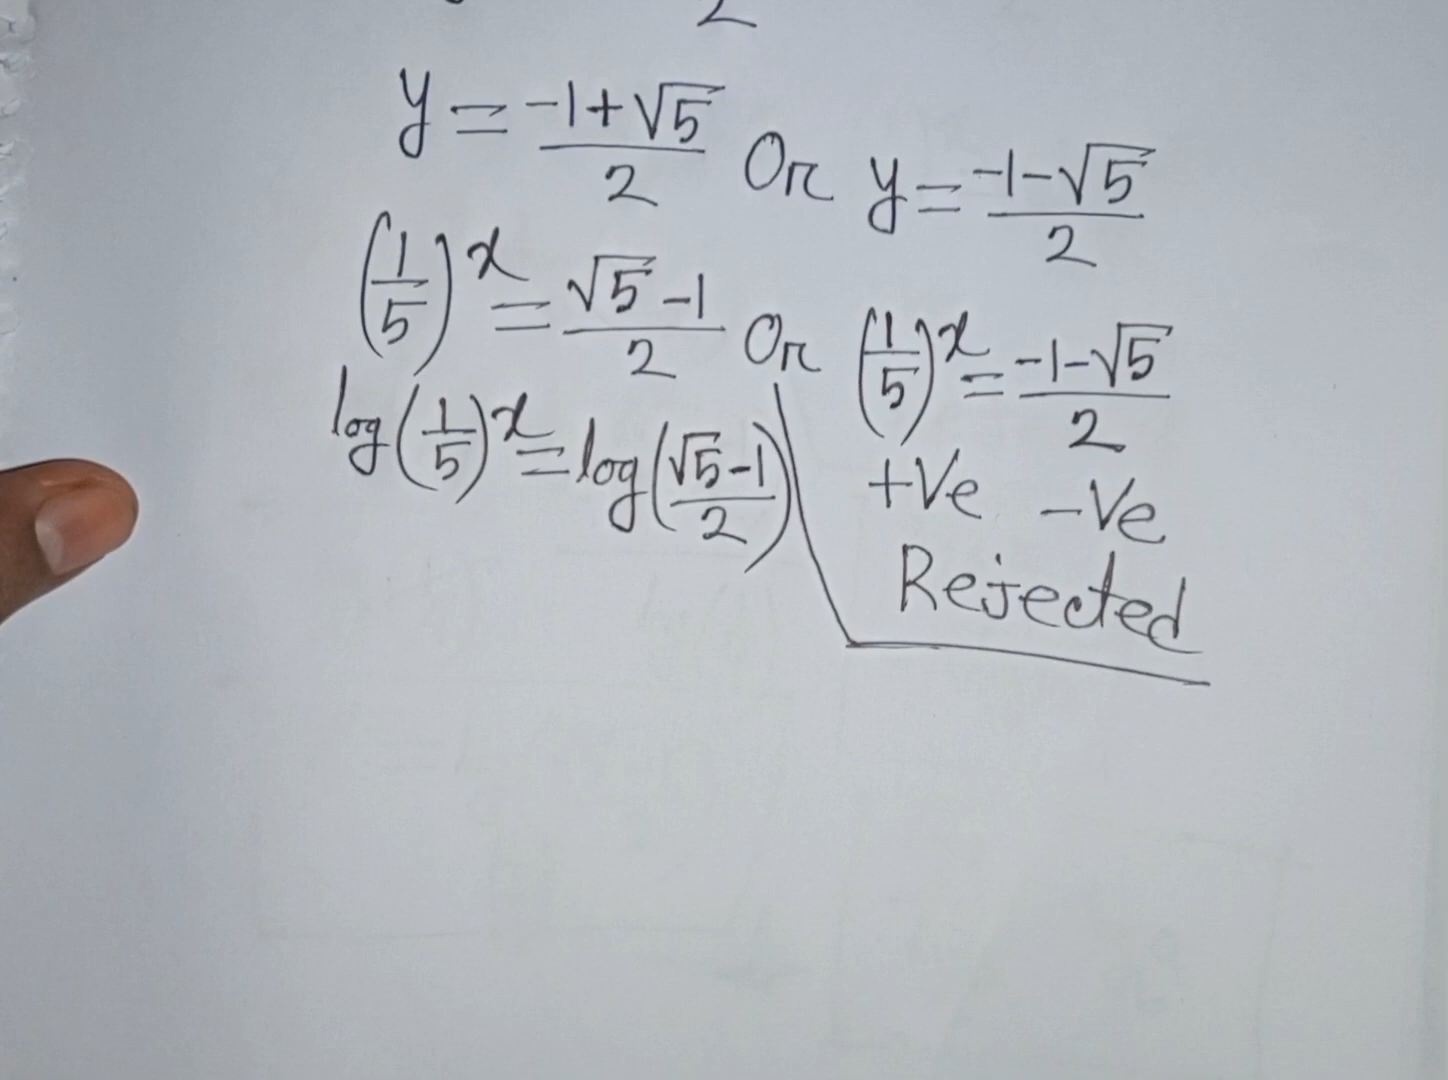 2
y = (-1+√5)/2 Or y = (-1-√5)/2
(1/5)^x = (√5-1)/2 Or (1/5)^x = (-1-√5)/2
log(1/5)^x = log((√5-1)/2)
+Ve -Ve
Rejected